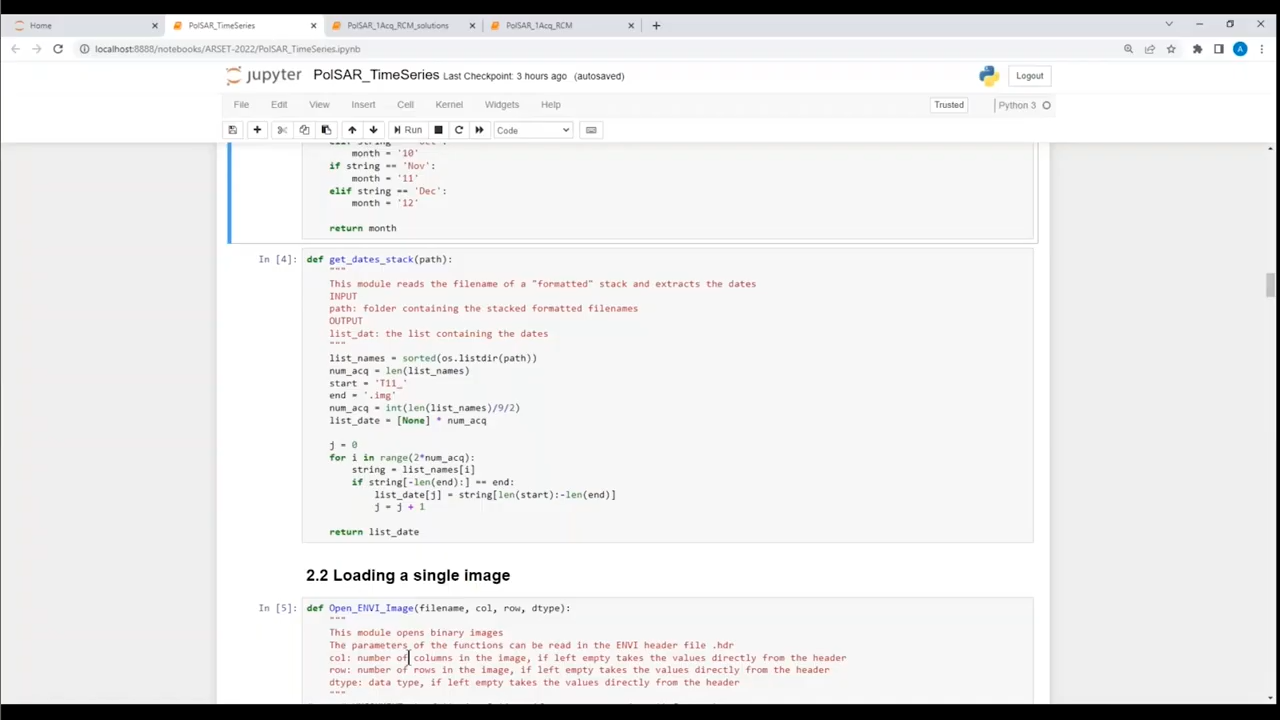 Home
PolSAR_TimeSeries
PolSAR_1Acq_RCM_solutions
PolSAR_1Acq_RCM
localhost:8888/notebooks/ARSET-2022/PolSAR_TimeSeries.ipynb
A
jupyter PolSAR_TimeSeries Last Checkpoint: 3 hours ago (autosaved)
Logout
File Edit View Insert Cell Kernel Widgets Help
Trusted
Python 3
Run
Code
month = '10'
if string == 'Nov':
month = '11'
elif string == 'Dec':
month = '12'
return month
In [4]: def get_dates_stack(path):
"""
This module reads the filename of a "formatted" stack and extracts the dates
INPUT
path: folder containing the stacked formatted filenames
OUTPUT
list_dat: the list containing the dates
"""
list_names = sorted(os.listdir(path))
num_acq = len(list_names)
start = 'T11_'
end = '.img'
num_acq = int(len(list_names)/9/2)
list_date = [None] * num_acq
j = 0
for i in range(2*num_acq):
string = list_names[i]
if string[-len(end):] == end:
list_date[j] = string[len(start):-len(end)]
j = j + 1
return list_date
2.2 Loading a single image
In [5]: def Open_ENVI_Image(filename, col, row, dtype):
"""
This module opens binary images
The parameters of the functions can be read in the ENVI header file .hdr
col: number of columns in the image, if left empty takes the values directly from the header
row: number of rows in the image, if left empty takes the values directly from the header
dtype: data type, if left empty takes the values directly from the header
"""